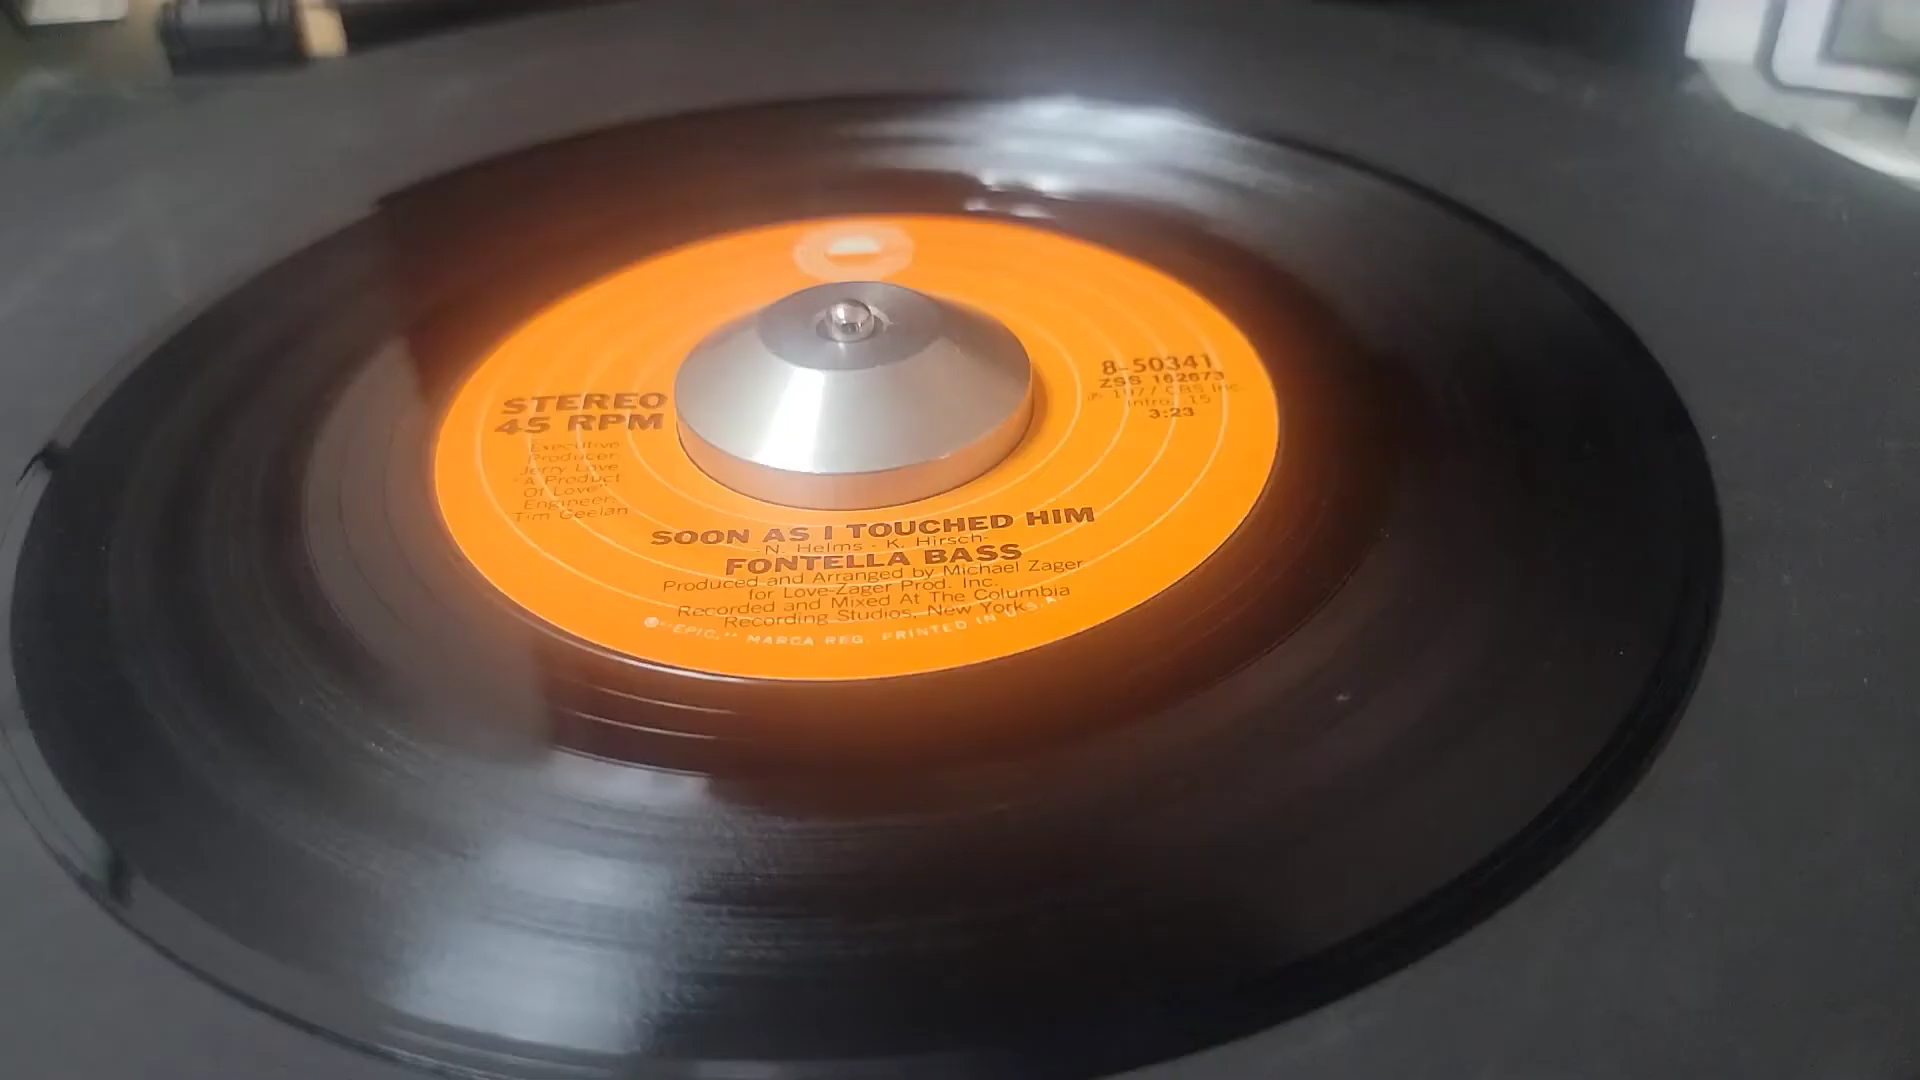 STEREO
45 RPM
Executive
Producer:
Jerry Love
"A Product
Of Love"
Engineer:
Tim Geelan
8-50341
ZSS 162673
℗ 1977 CBS Inc.
Intro. 15
3:23
SOON AS I TOUCHED HIM
-N. Helms - K. Hirsch-
FONTELLA BASS
Produced and Arranged by Michael Zager
for Love-Zager Prod. Inc.
Recorded and Mixed At The Columbia
Recording Studios, New York
® "EPIC," MARCA REG. PRINTED IN U.S.A.